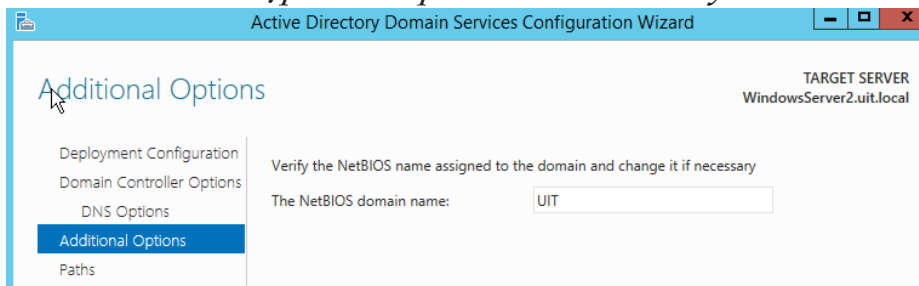 Active Directory Domain Services Configuration Wizard
Additional Options
TARGET SERVER
WindowsServer2.uit.local
Deployment Configuration
Domain Controller Options
DNS Options
Additional Options
Paths
Verify the NetBIOS name assigned to the domain and change it if necessary
The NetBIOS domain name: UIT